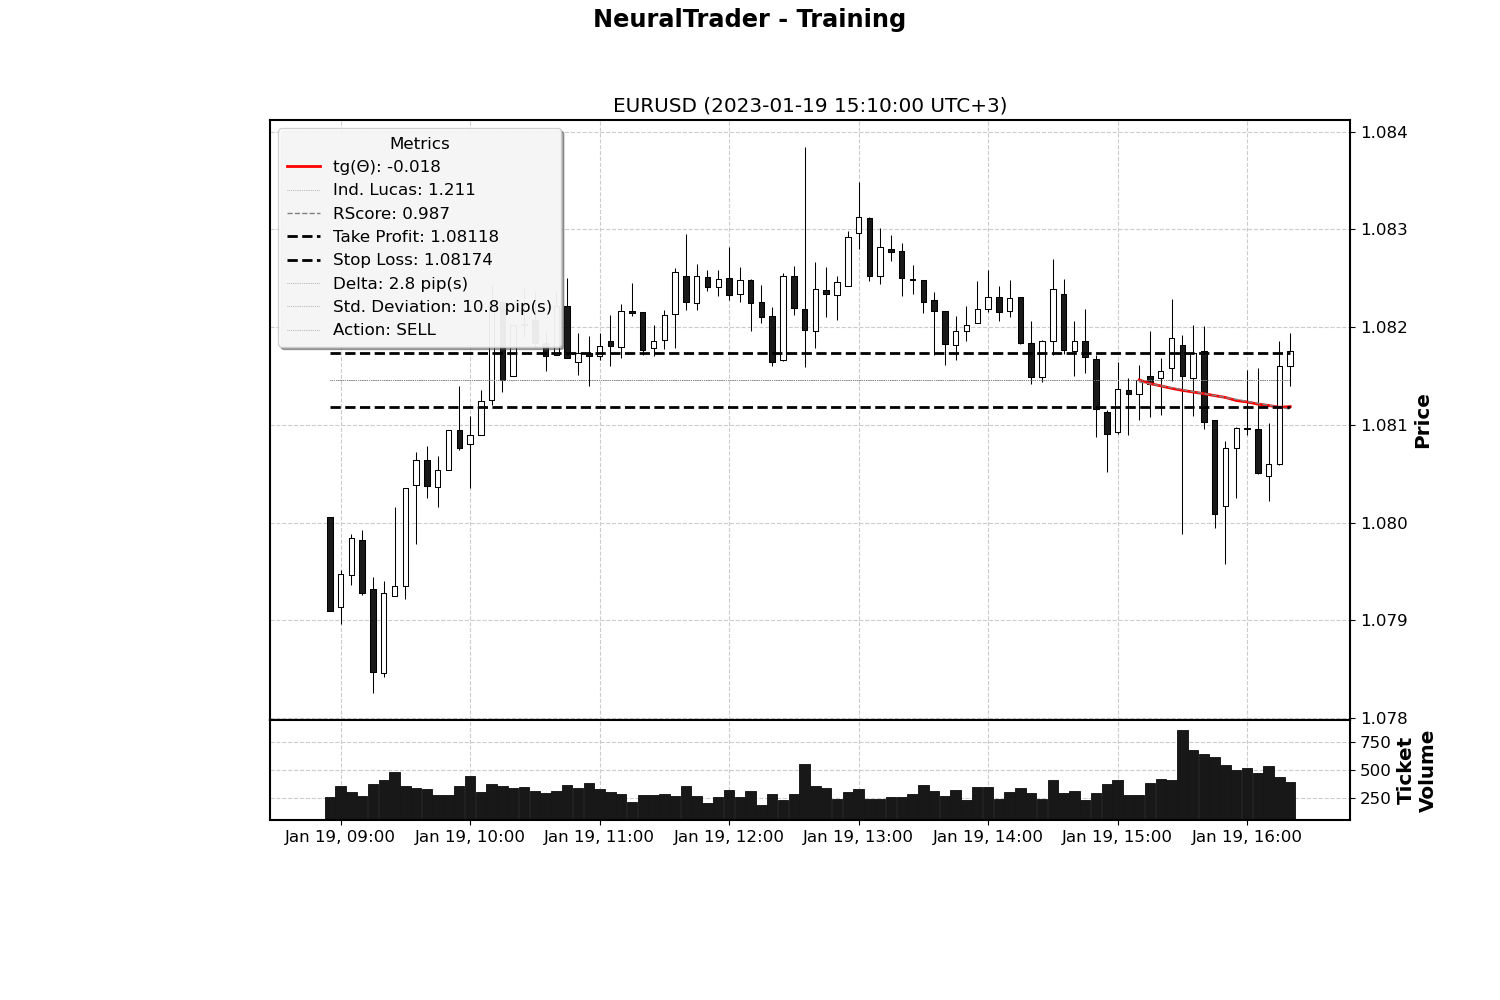 NeuralTrader - Training
EURUSD (2023-01-19 15:10:00 UTC+3)
Metrics
tg(Θ): -0.018
Ind. Lucas: 1.211
RScore: 0.987
Take Profit: 1.08118
Stop Loss: 1.08174
Delta: 2.8 pip(s)
Std. Deviation: 10.8 pip(s)
Action: SELL
1.084
1.083
1.082
1.081
1.080
1.079
1.078
Price
750
500
250
Ticket
Volume
Jan 19, 09:00 Jan 19, 10:00 Jan 19, 11:00 Jan 19, 12:00 Jan 19, 13:00 Jan 19, 14:00 Jan 19, 15:00 Jan 19, 16:00